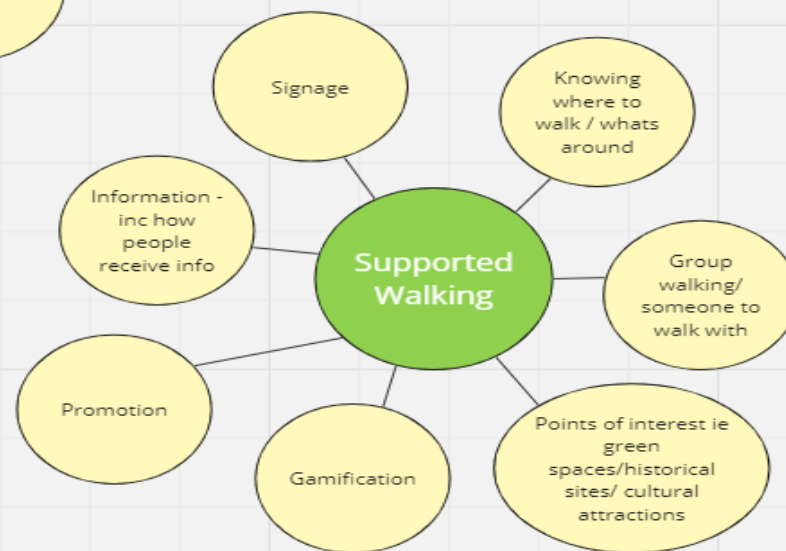 Signage
Knowing
where to
walk / whats
around
Information -
inc how
people
receive info
Supported
Walking
Group
walking/
someone to
walk with
Promotion
Gamification
Points of interest ie
green
spaces/historical
sites/ cultural
attractions